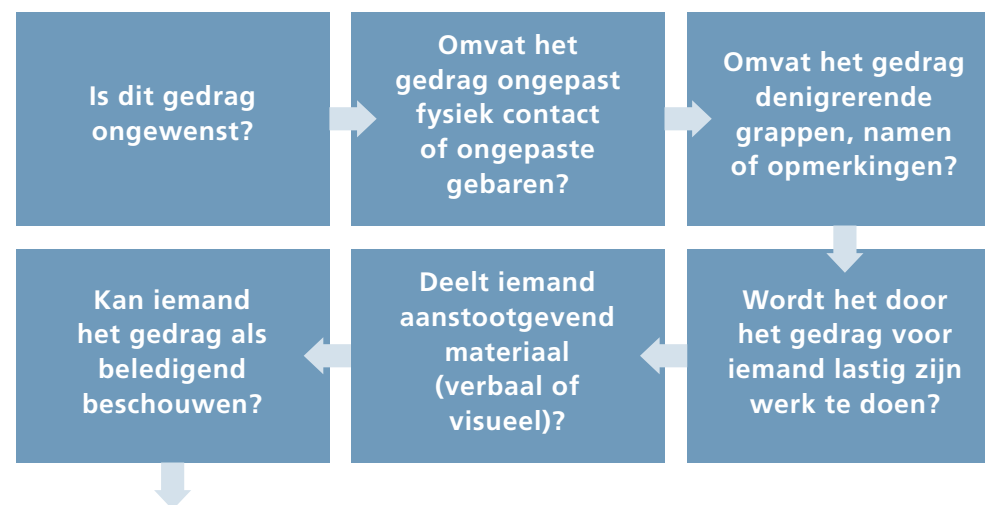 Is dit gedrag
ongewenst?
Omvat het
gedrag ongepast
fysiek contact
of ongepaste
gebaren?
Omvat het gedrag
denigrerende
grappen, namen
of opmerkingen?
Wordt het door
het gedrag voor
iemand lastig zijn
werk te doen?
Deelt iemand
aanstootgevend
materiaal
(verbaal of
visueel)?
Kan iemand
het gedrag als
beledigend
beschouwen?